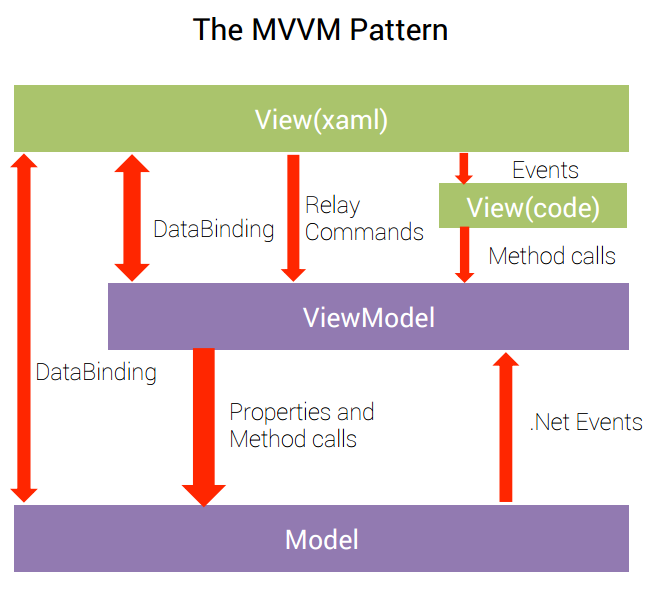 The MVVM Pattern
View(xaml)
Events
View(code)
Relay
Commands
DataBinding
Method calls
ViewModel
DataBinding
Properties and
Method calls
.Net Events
Model